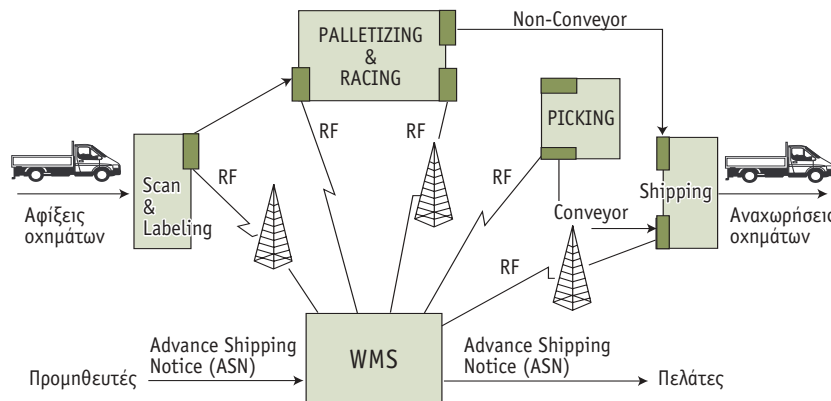 Non-Conveyor
PALLETIZING
&
RACING
PICKING
RF
RF
RF
RF
Scan
&
Labeling
Shipping
Αφίξεις
οχημάτων
Conveyor
Αναχωρήσεις
οχημάτων
RF
WMS
Advance Shipping
Notice (ASN)
Advance Shipping
Notice (ASN)
Προμηθευτές
Πελάτες